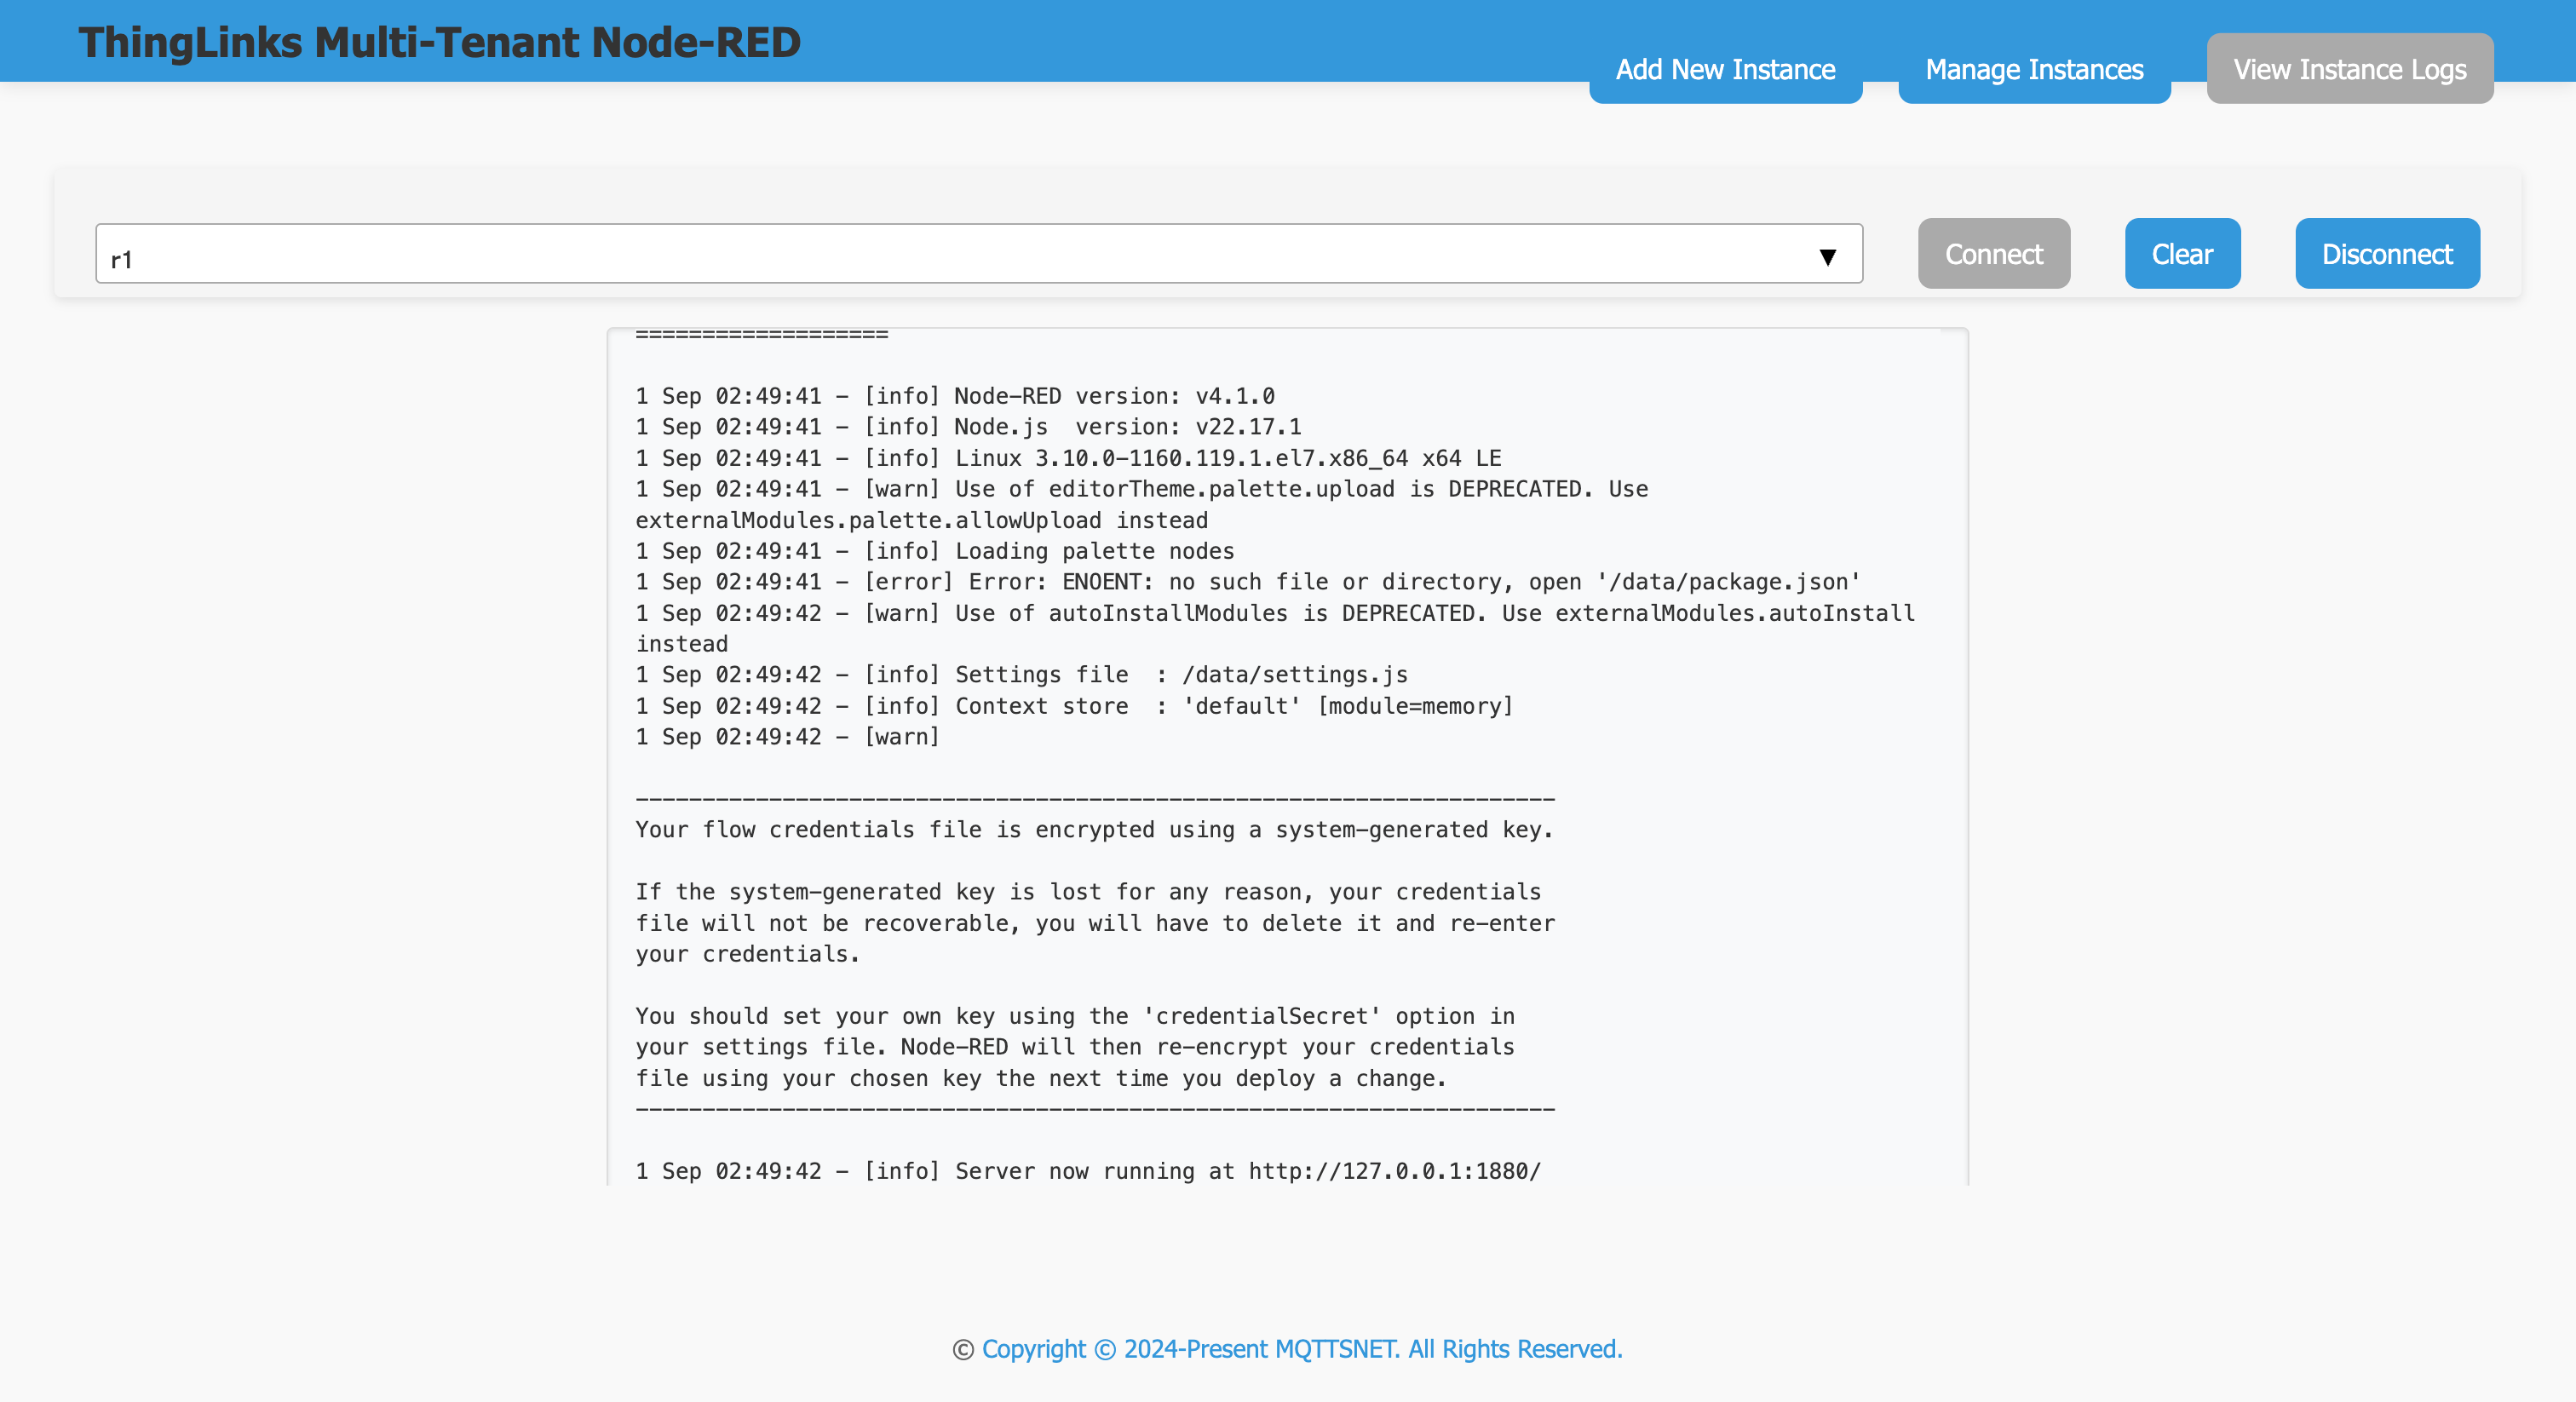 ThingLinks Multi-Tenant Node-RED
Add New Instance
Manage Instances
View Instance Logs
r1
Connect
Clear
Disconnect
===================
1 Sep 02:49:41 - [info] Node-RED version: v4.1.0
1 Sep 02:49:41 - [info] Node.js  version: v22.17.1
1 Sep 02:49:41 - [info] Linux 3.10.0-1160.119.1.el7.x86_64 x64 LE
1 Sep 02:49:41 - [warn] Use of editorTheme.palette.upload is DEPRECATED. Use
externalModules.palette.allowUpload instead
1 Sep 02:49:41 - [info] Loading palette nodes
1 Sep 02:49:41 - [error] Error: ENOENT: no such file or directory, open '/data/package.json'
1 Sep 02:49:42 - [warn] Use of autoInstallModules is DEPRECATED. Use externalModules.autoInstall
instead
1 Sep 02:49:42 - [info] Settings file  : /data/settings.js
1 Sep 02:49:42 - [info] Context store  : 'default' [module=memory]
1 Sep 02:49:42 - [warn]
---------------------------------------------------------------------
Your flow credentials file is encrypted using a system-generated key.
If the system-generated key is lost for any reason, your credentials
file will not be recoverable, you will have to delete it and re-enter
your credentials.
You should set your own key using the 'credentialSecret' option in
your settings file. Node-RED will then re-encrypt your credentials
file using your chosen key the next time you deploy a change.
---------------------------------------------------------------------
1 Sep 02:49:42 - [info] Server now running at http://127.0.0.1:1880/
© Copyright © 2024-Present MQTTSNET. All Rights Reserved.